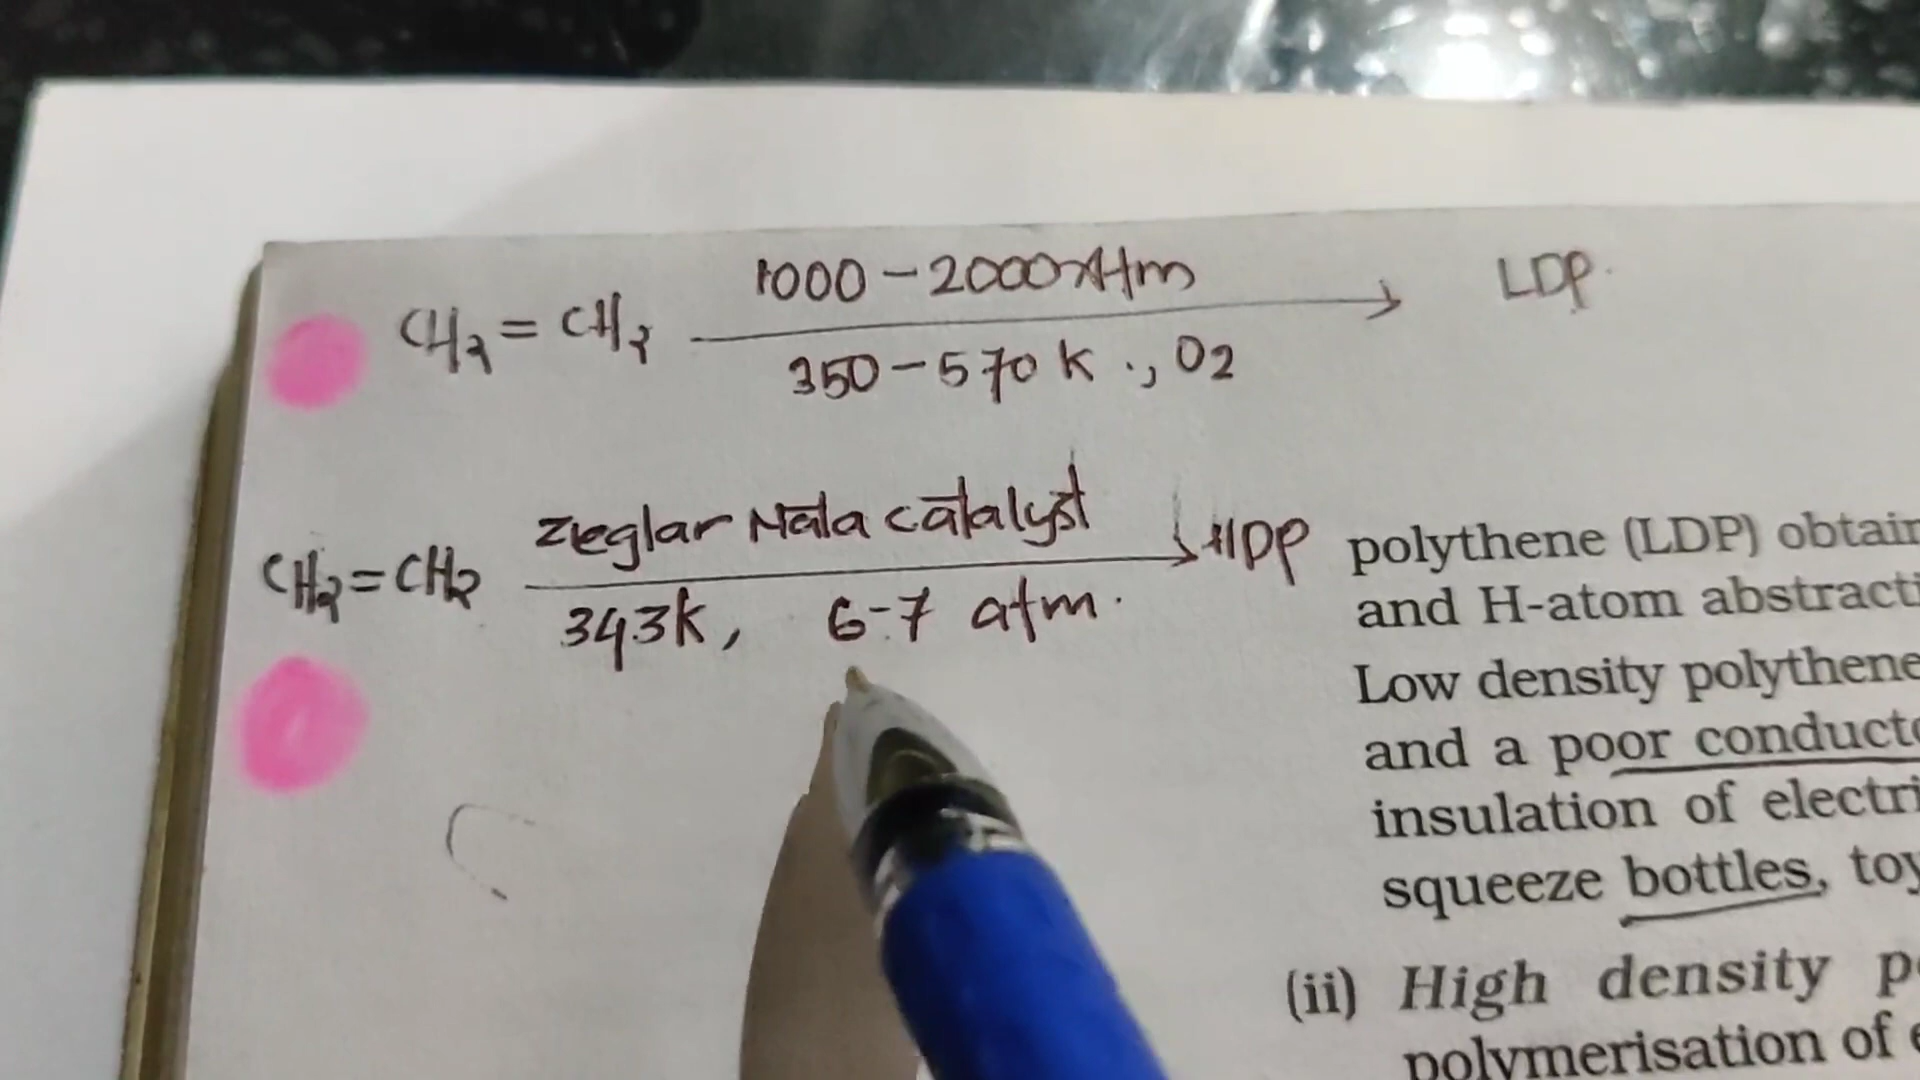 1000-2000 Atm
CH2 = CH2 LDP.
350-570 K ., O2
Zieglar Nata catalyst
CH2=CH2 HDP
343K, 6-7 atm.
polythene (LDP) obtain
and H-atom abstracti
Low density polythene
and a poor conducto
insulation of electri
squeeze bottles, toy
(ii) High density p
polymerisation of e